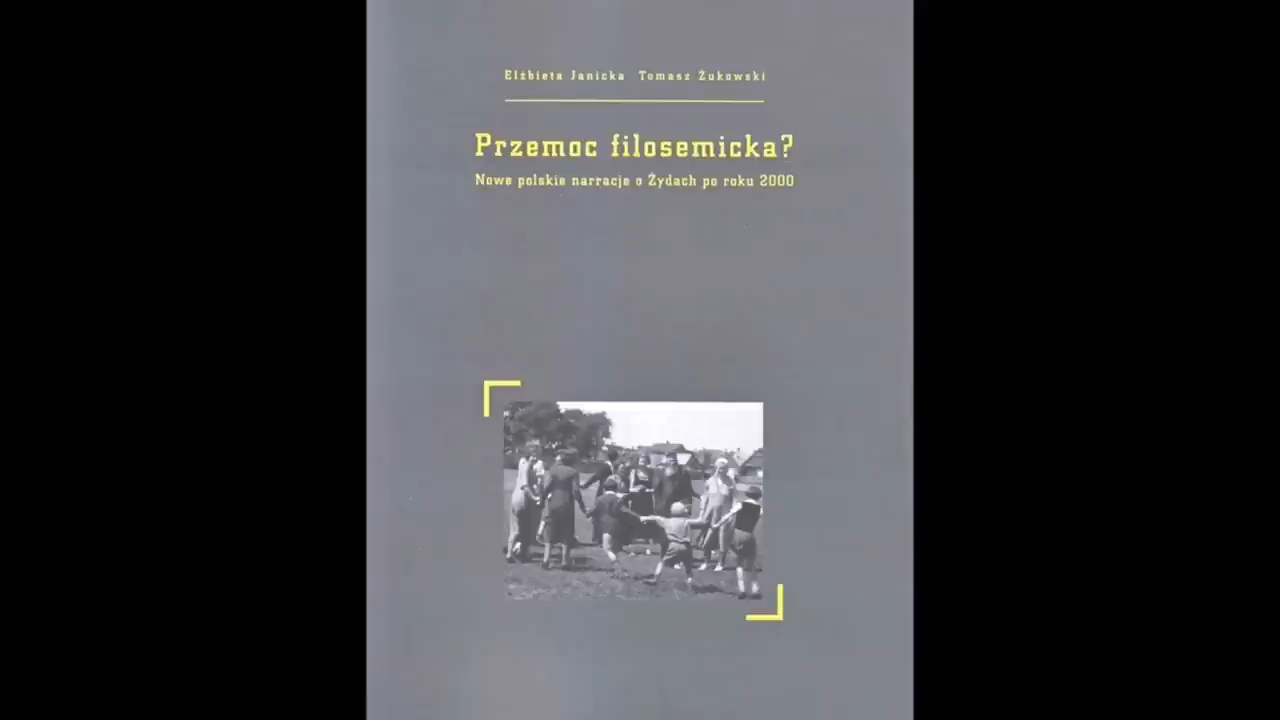 Elżbieta Janicka Tomasz Żukowski
Przemoc filosemicka?
Nowe polskie narracje o Żydach po roku 2000